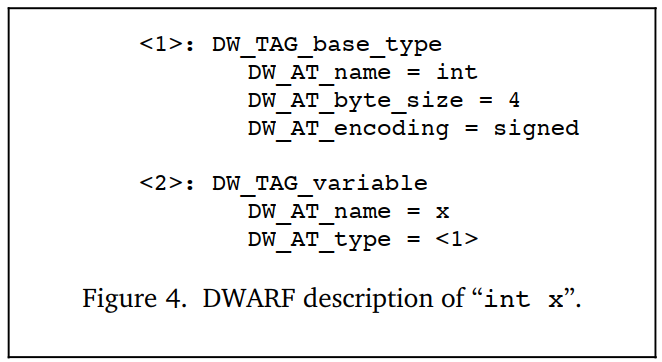 <1>: DW_TAG_base_type
DW_AT_name = int
DW_AT_byte_size = 4
DW_AT_encoding = signed
<2>: DW_TAG_variable
DW_AT_name = x
DW_AT_type = <1>
Figure 4. DWARF description of “int x”.